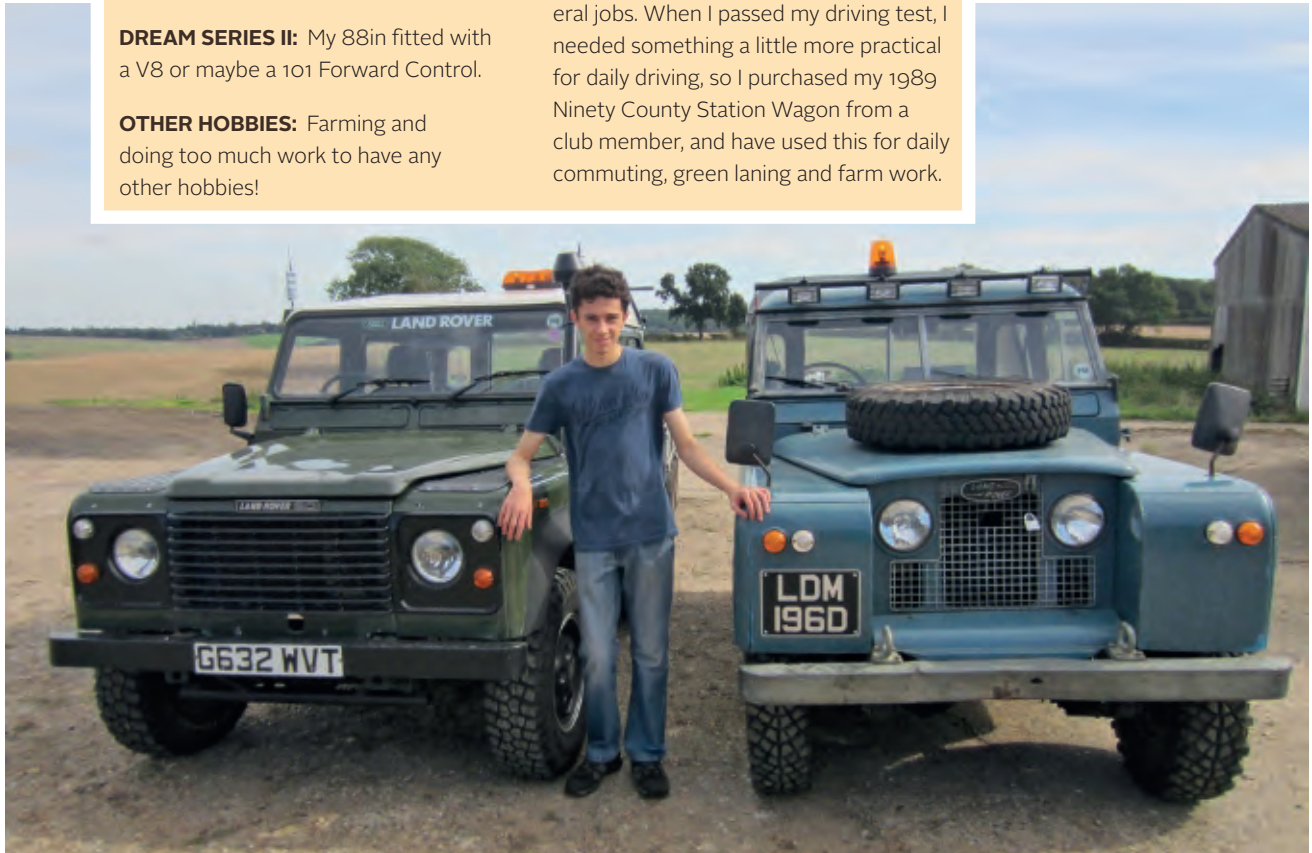 DREAM SERIES II: My 88in fitted with
a V8 or maybe a 101 Forward Control.
OTHER HOBBIES: Farming and
doing too much work to have any
other hobbies!
eral jobs. When I passed my driving test, I
needed something a little more practical
for daily driving, so I purchased my 1989
Ninety County Station Wagon from a
club member, and have used this for daily
commuting, green laning and farm work.
LAND ROVER
LAND-ROVER
G632 WVT
LAND
ROVER
LDM
196D